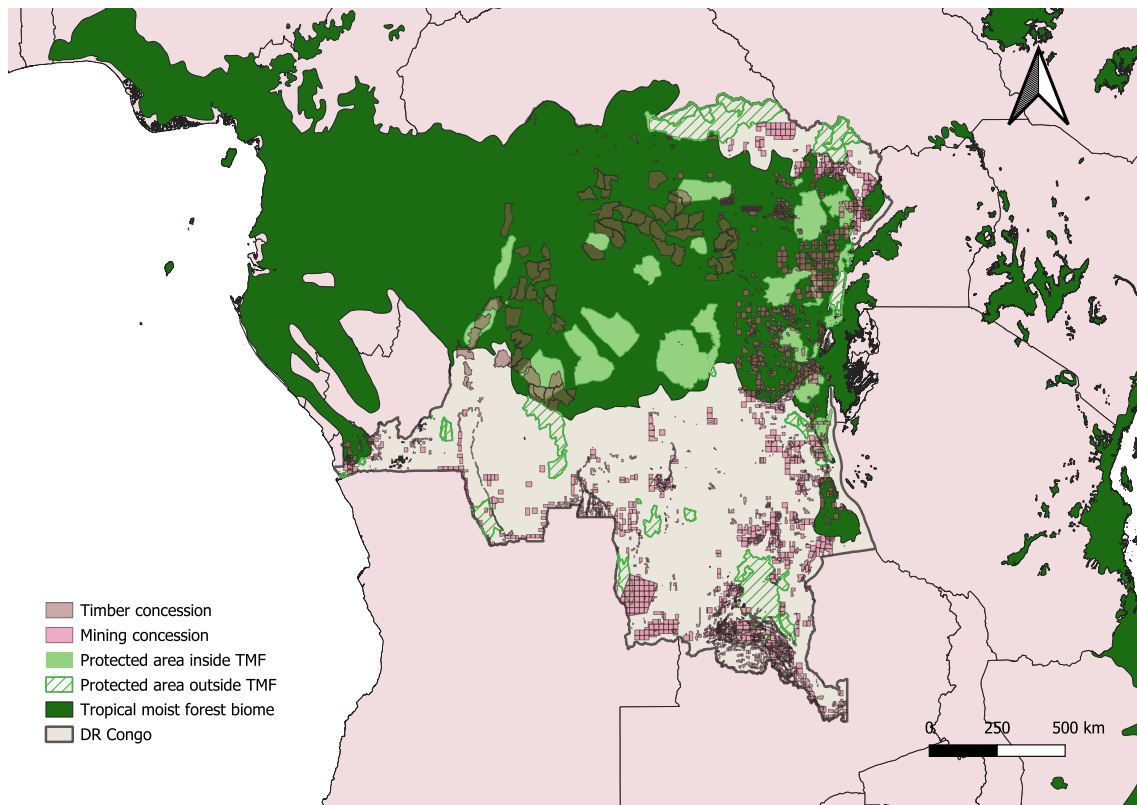 Timber concession
Mining concession
Protected area inside TMF
Protected area outside TMF
Tropical moist forest biome
DR Congo
0 250 500 km